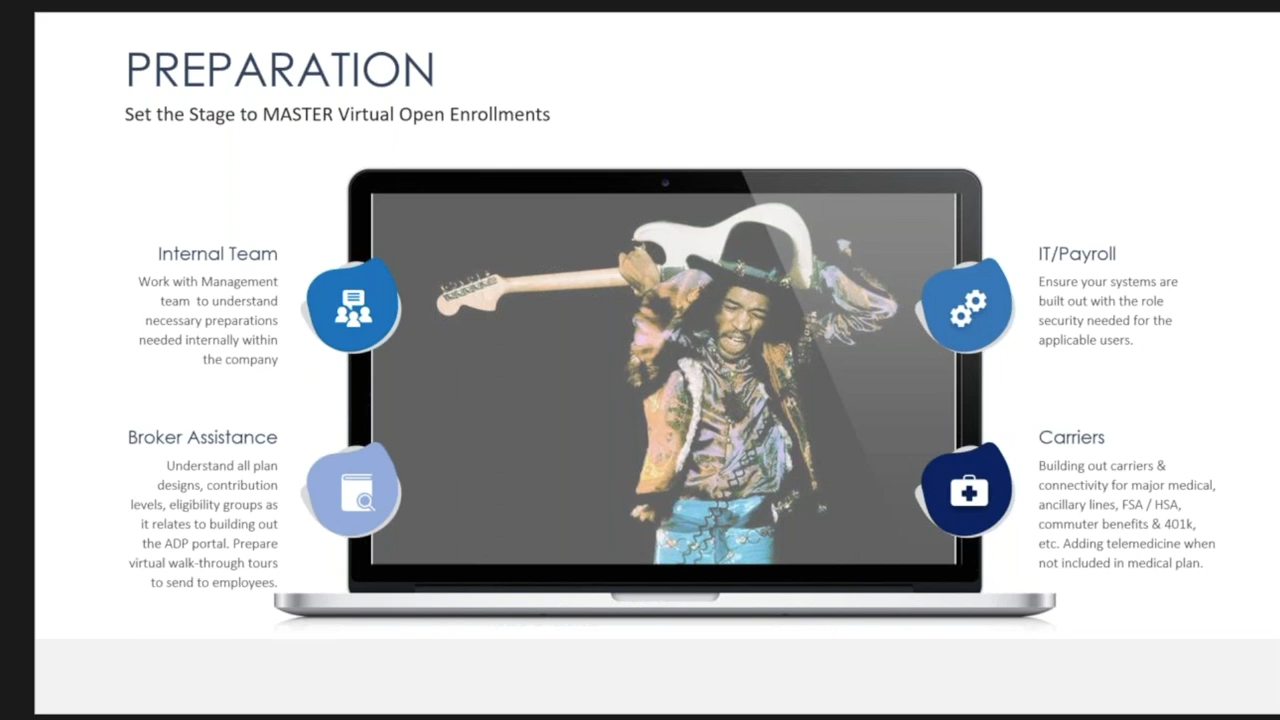 PREPARATION
Set the Stage to MASTER Virtual Open Enrollments
Internal Team
Work with Management
team to understand
necessary preparations
needed internally within
the company
Broker Assistance
Understand all plan
designs, contribution
levels, eligibility groups as
it relates to building out
the ADP portal. Prepare
virtual walk-through tours
to send to employees.
IT/Payroll
Ensure your systems are
built out with the role
security needed for the
applicable users.
Carriers
Building out carriers &
connectivity for major medical,
ancillary lines, FSA / HSA,
commuter benefits & 401k,
etc. Adding telemedicine when
not included in medical plan.